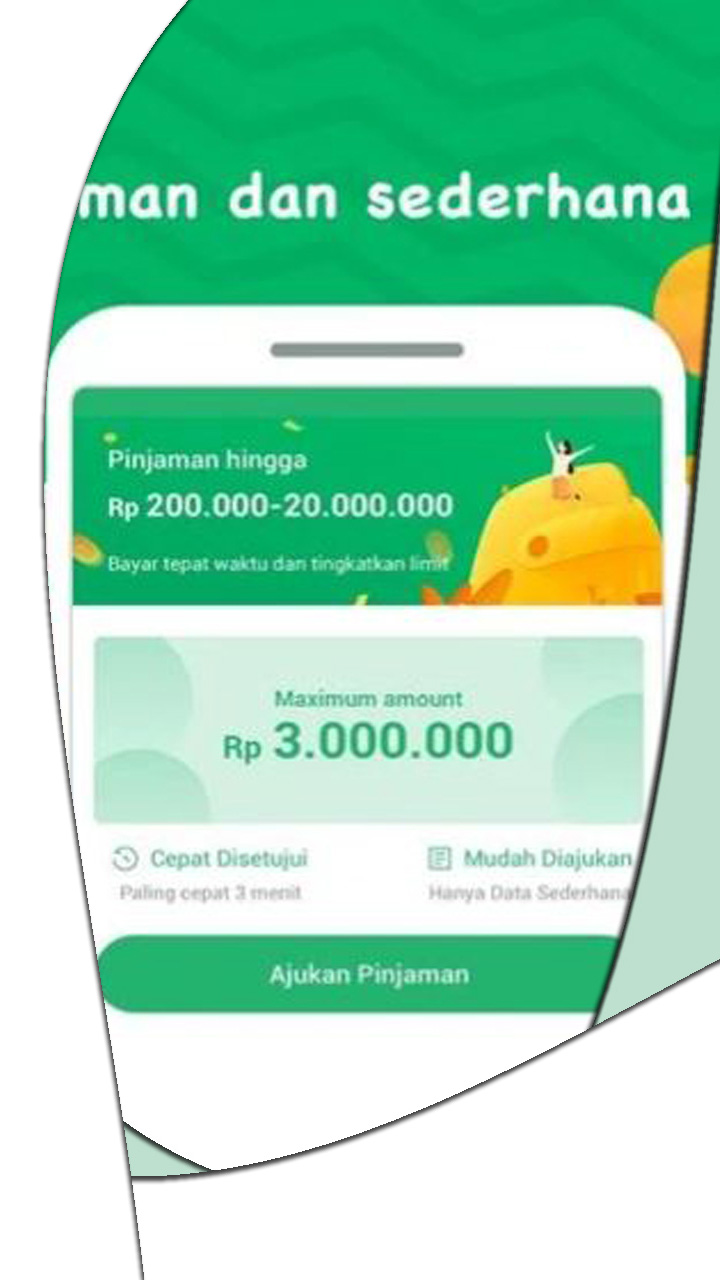 man dan sederhana
Pinjaman hingga
Rp 200.000-20.000.000
Bayar tepat waktu dan tingkatkan limit
Maximum amount
Rp 3.000.000
Cepat Disetujui
Paling cepat 3 menit
Mudah Diajukan
Hanya Data Sederhana
Ajukan Pinjaman